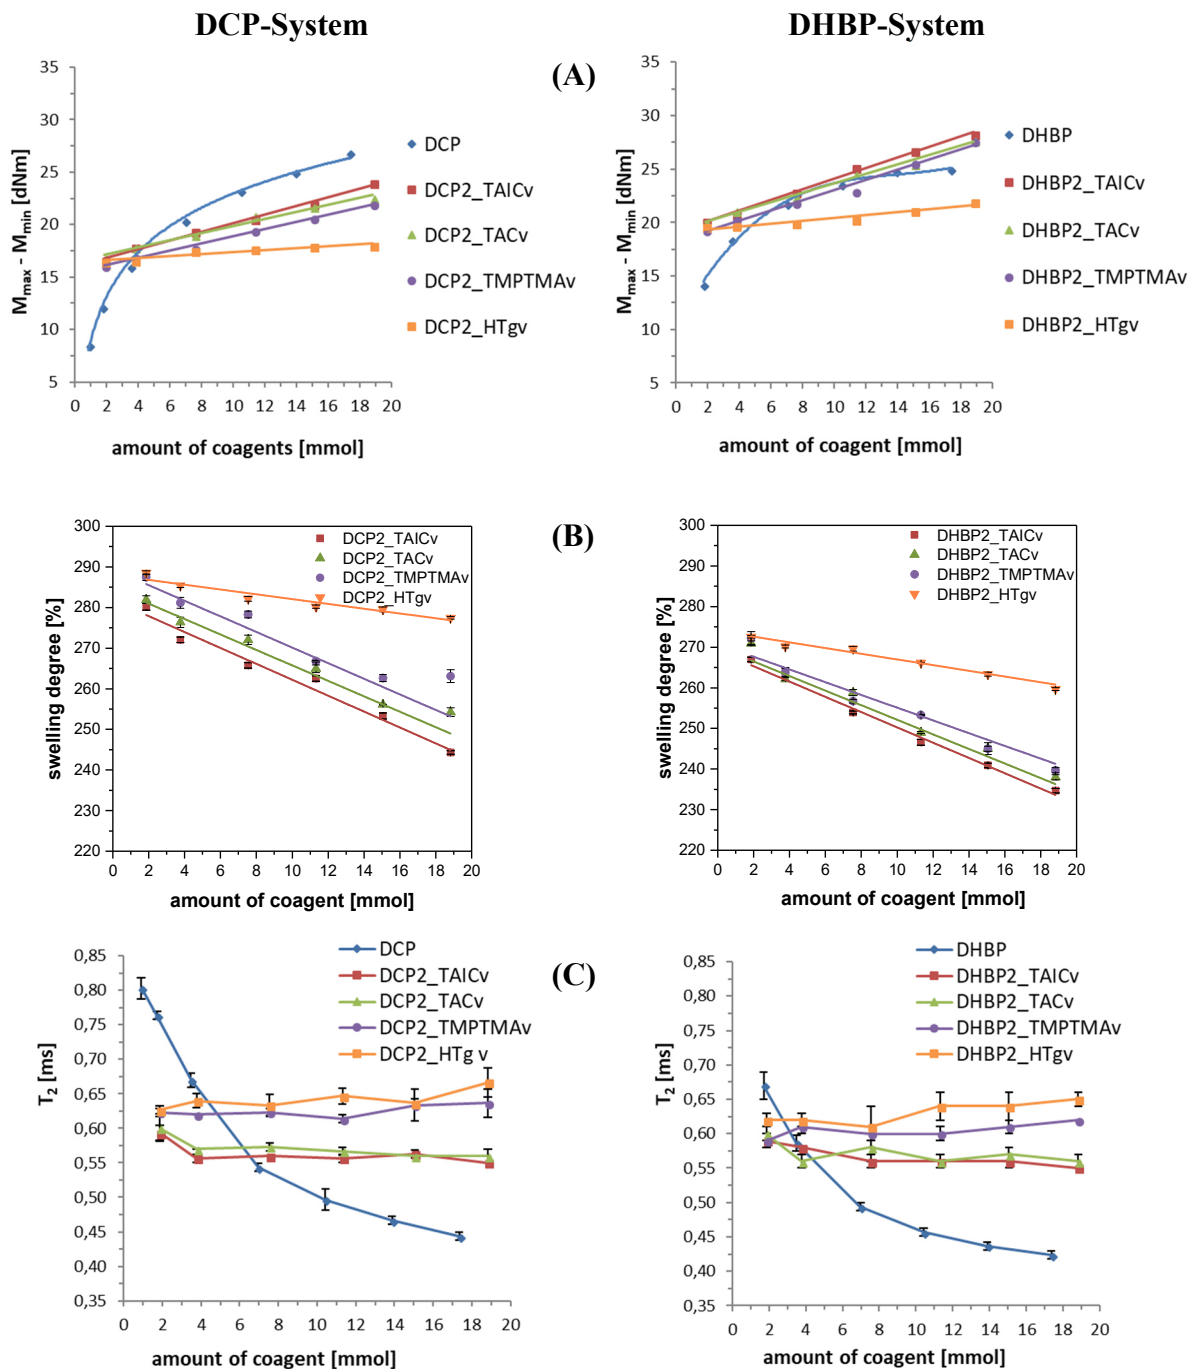 DCP-System
DHBP-System
(A)
35
30
25
20
15
10
5
M_max - M_min [dNm]
0 2 4 6 8 10 12 14 16 18 20
amount of coagents [mmol]
DCP
DCP2_TAICv
DCP2_TACv
DCP2_TMPTMAv
DCP2_HTgv
35
30
25
20
15
10
5
M_max - M_min [dNm]
0 2 4 6 8 10 12 14 16 18 20
amount of coagent [mmol]
DHBP
DHBP2_TAICv
DHBP2_TACv
DHBP2_TMPTMAv
DHBP2_HTgv
(B)
300
290
280
270
260
250
240
230
220
swelling degree [%]
0 2 4 6 8 10 12 14 16 18 20
amount of coagent [mmol]
DCP2_TAICv
DCP2_TACv
DCP2_TMPTMAv
DCP2_HTgv
300
290
280
270
260
250
240
230
220
swelling degree [%]
0 2 4 6 8 10 12 14 16 18 20
amount of coagent [mmol]
DHBP2_TAICv
DHBP2_TACv
DHBP2_TMPTMAv
DHBP2_HTgv
(C)
0,85
0,80
0,75
0,70
0,65
0,60
0,55
0,50
0,45
0,40
0,35
T₂ [ms]
0 2 4 6 8 10 12 14 16 18 20
amount of coagent [mmol]
DCP
DCP2_TAICv
DCP2_TACv
DCP2_TMPTMAv
DCP2_HTg v
0,85
0,80
0,75
0,70
0,65
0,60
0,55
0,50
0,45
0,40
0,35
T₂ [ms]
0 2 4 6 8 10 12 14 16 18 20
amount of coagent [mmol]
DHBP
DHBP2_TAICv
DHBP2_TACv
DHBP2_TMPTMAv
DHBP2_HTgv